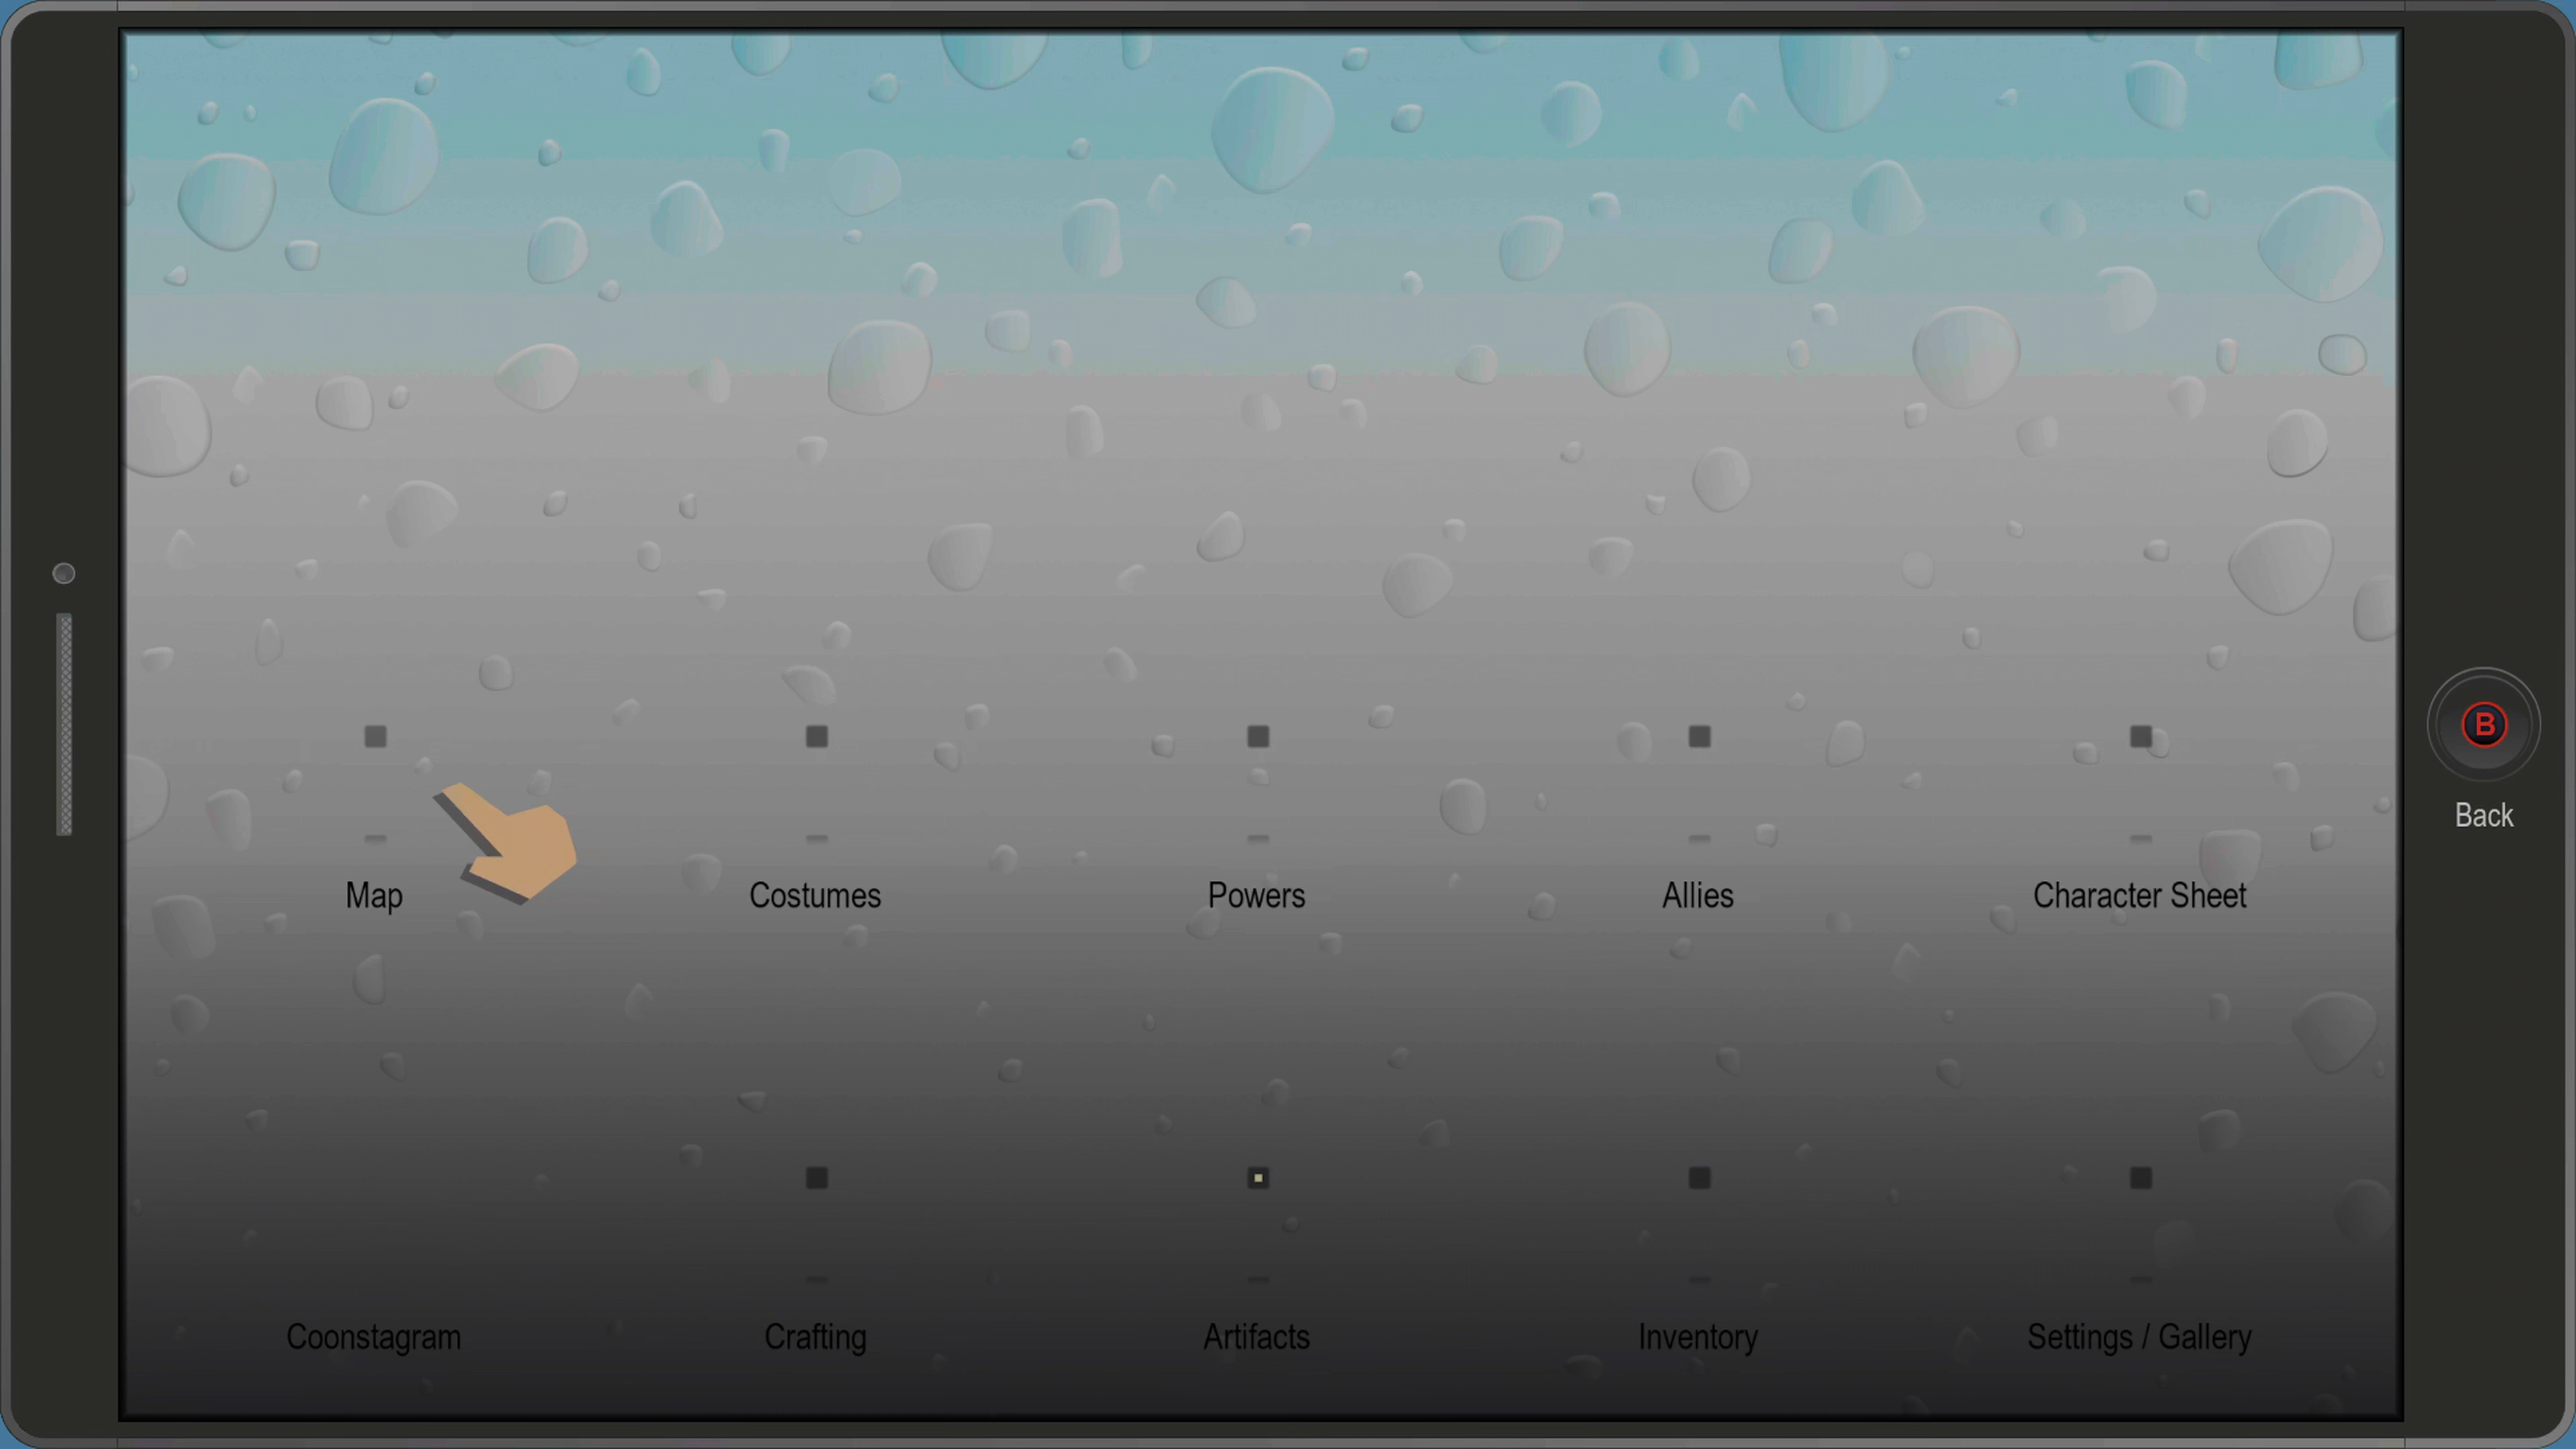 B
Back
Map
Costumes
Powers
Allies
Character Sheet
Coonstagram
Crafting
Artifacts
Inventory
Settings / Gallery